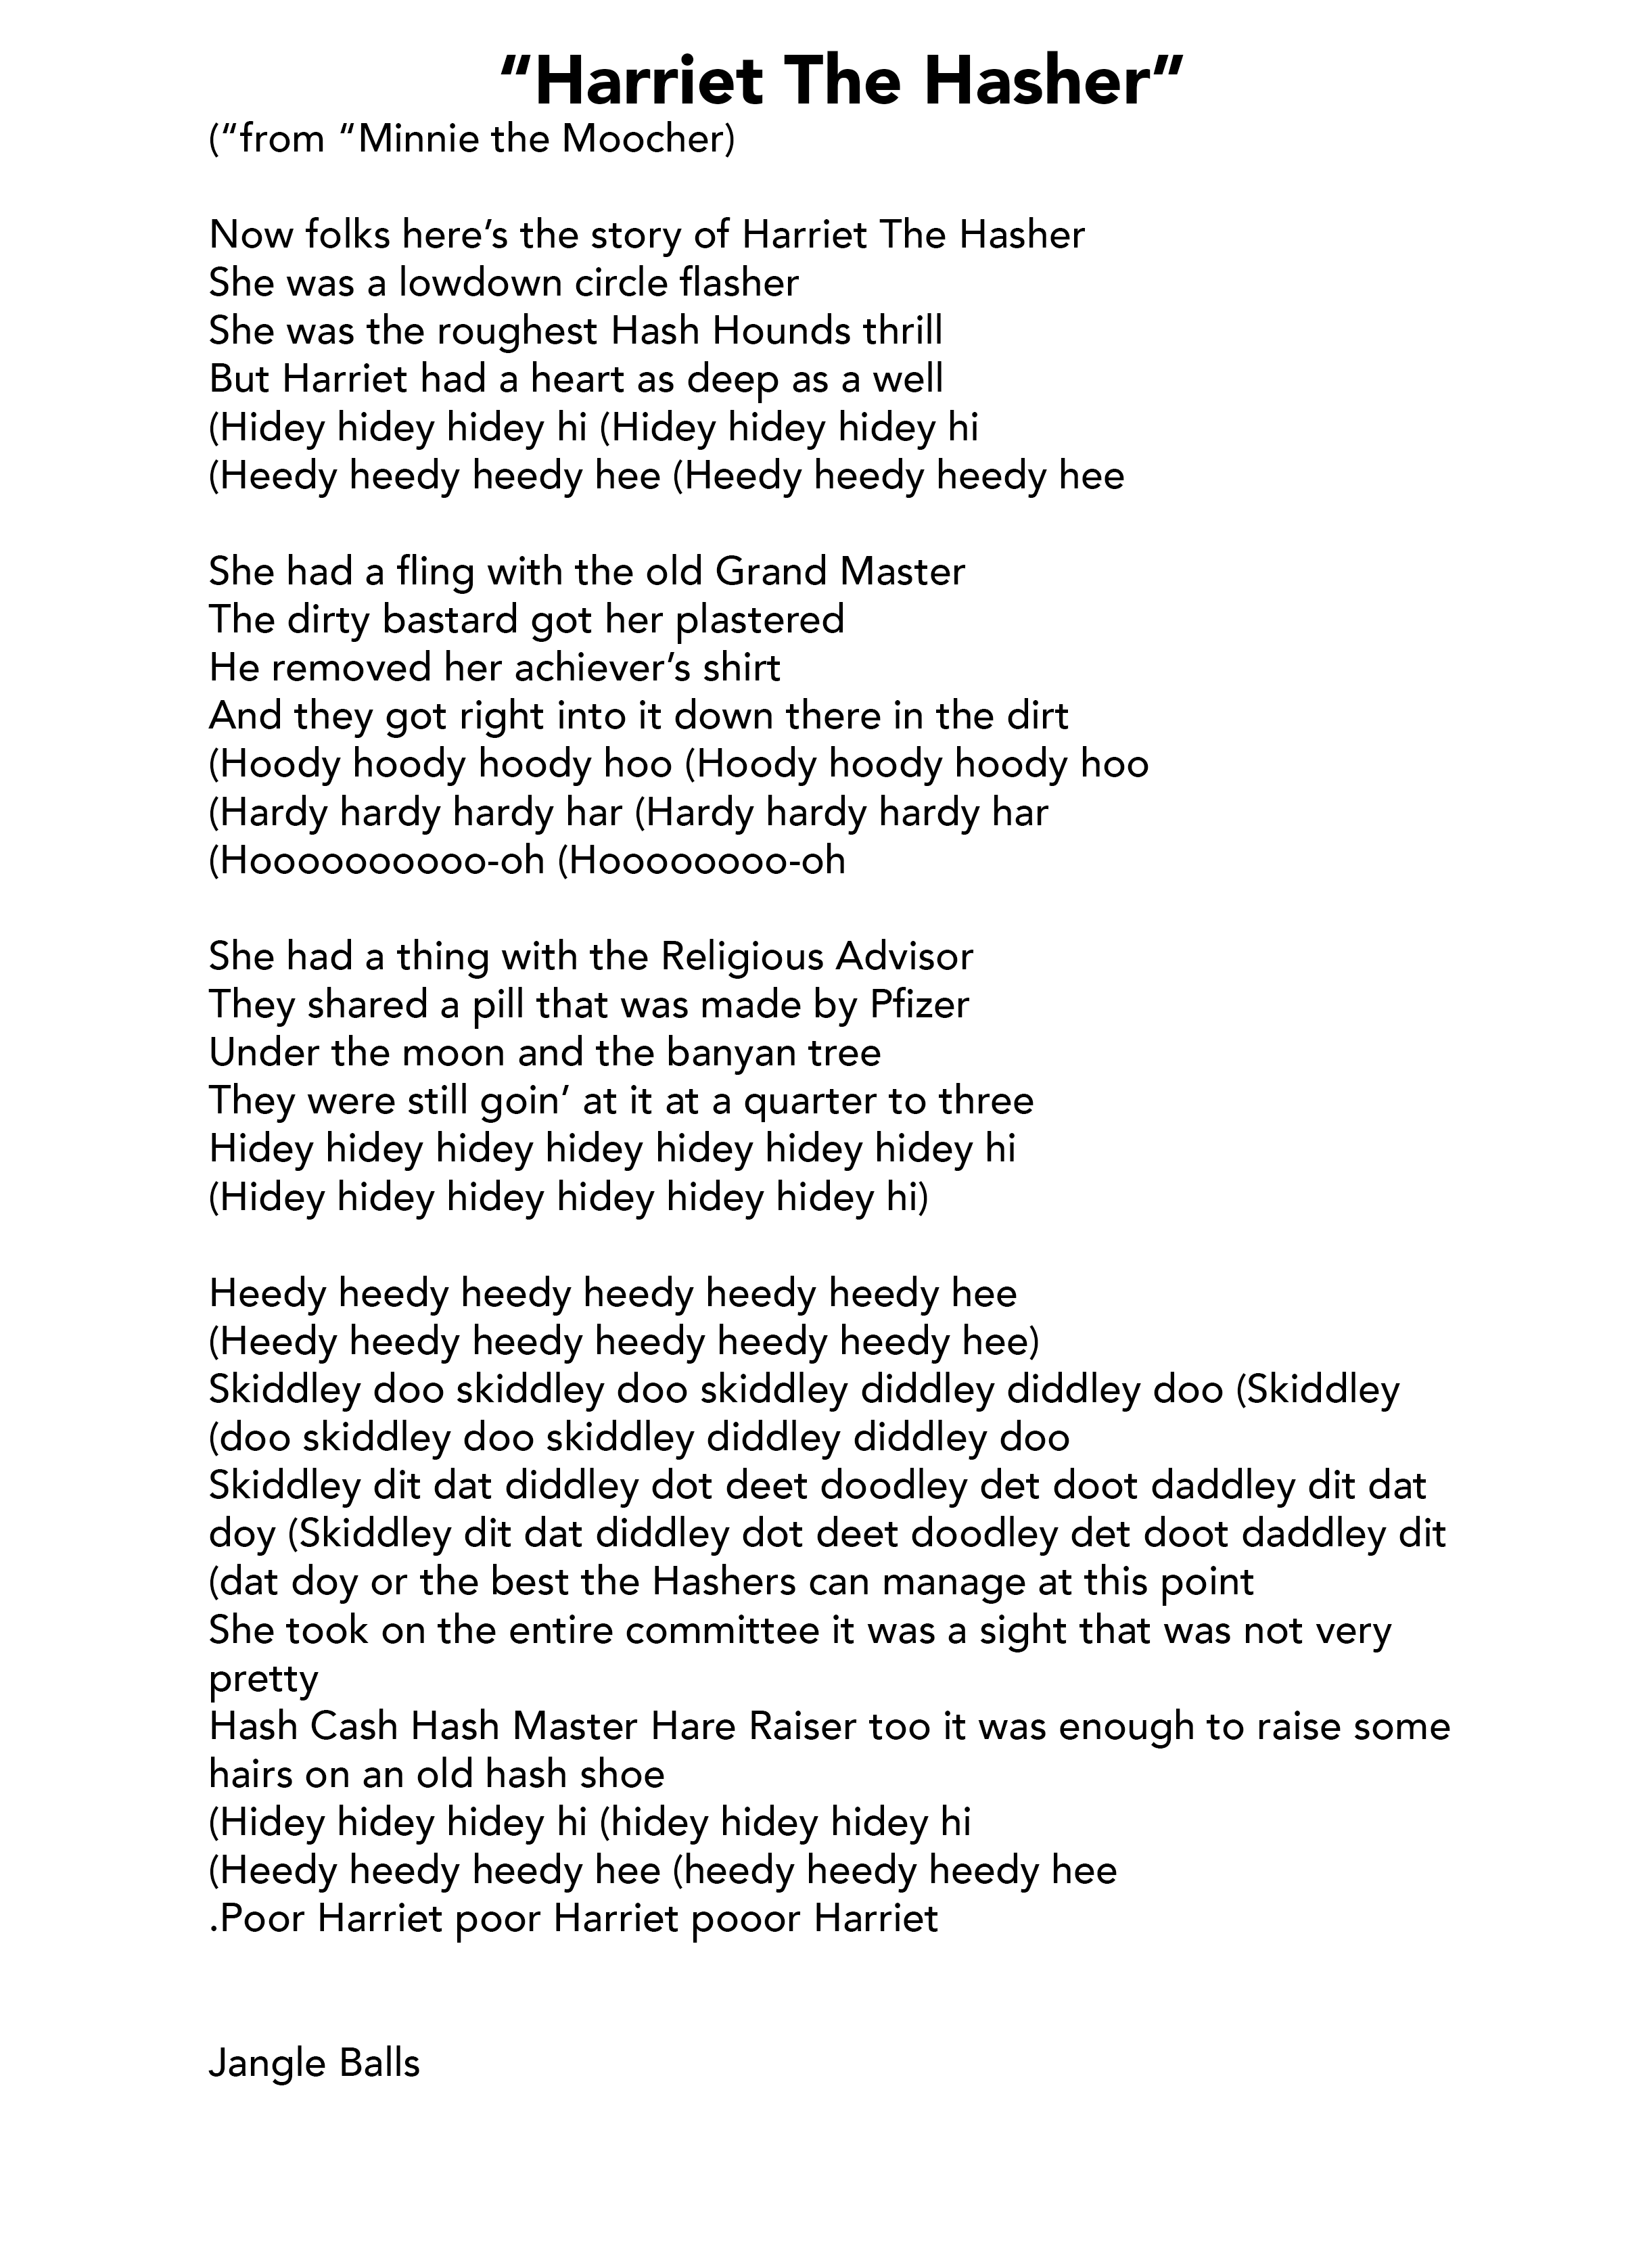 “Harriet The Hasher”
(“from “Minnie the Moocher)
Now folks here’s the story of Harriet The Hasher
She was a lowdown circle flasher
She was the roughest Hash Hounds thrill
But Harriet had a heart as deep as a well
(Hidey hidey hidey hi (Hidey hidey hidey hi
(Heedy heedy heedy hee (Heedy heedy heedy hee
She had a fling with the old Grand Master
The dirty bastard got her plastered
He removed her achiever’s shirt
And they got right into it down there in the dirt
(Hoody hoody hoody hoo (Hoody hoody hoody hoo
(Hardy hardy hardy har (Hardy hardy hardy har
(Hoooooooooo-oh (Hoooooooo-oh
She had a thing with the Religious Advisor
They shared a pill that was made by Pfizer
Under the moon and the banyan tree
They were still goin’ at it at a quarter to three
Hidey hidey hidey hidey hidey hidey hidey hi
(Hidey hidey hidey hidey hidey hidey hi)
Heedy heedy heedy heedy heedy heedy hee
(Heedy heedy heedy heedy heedy heedy hee)
Skiddley doo skiddley doo skiddley diddley diddley doo (Skiddley
(doo skiddley doo skiddley diddley diddley doo
Skiddley dit dat diddley dot deet doodley det doot daddley dit dat
doy (Skiddley dit dat diddley dot deet doodley det doot daddley dit
(dat doy or the best the Hashers can manage at this point
She took on the entire committee it was a sight that was not very
pretty
Hash Cash Hash Master Hare Raiser too it was enough to raise some
hairs on an old hash shoe
(Hidey hidey hidey hi (hidey hidey hidey hi
(Heedy heedy heedy hee (heedy heedy heedy hee
.Poor Harriet poor Harriet pooor Harriet
Jangle Balls